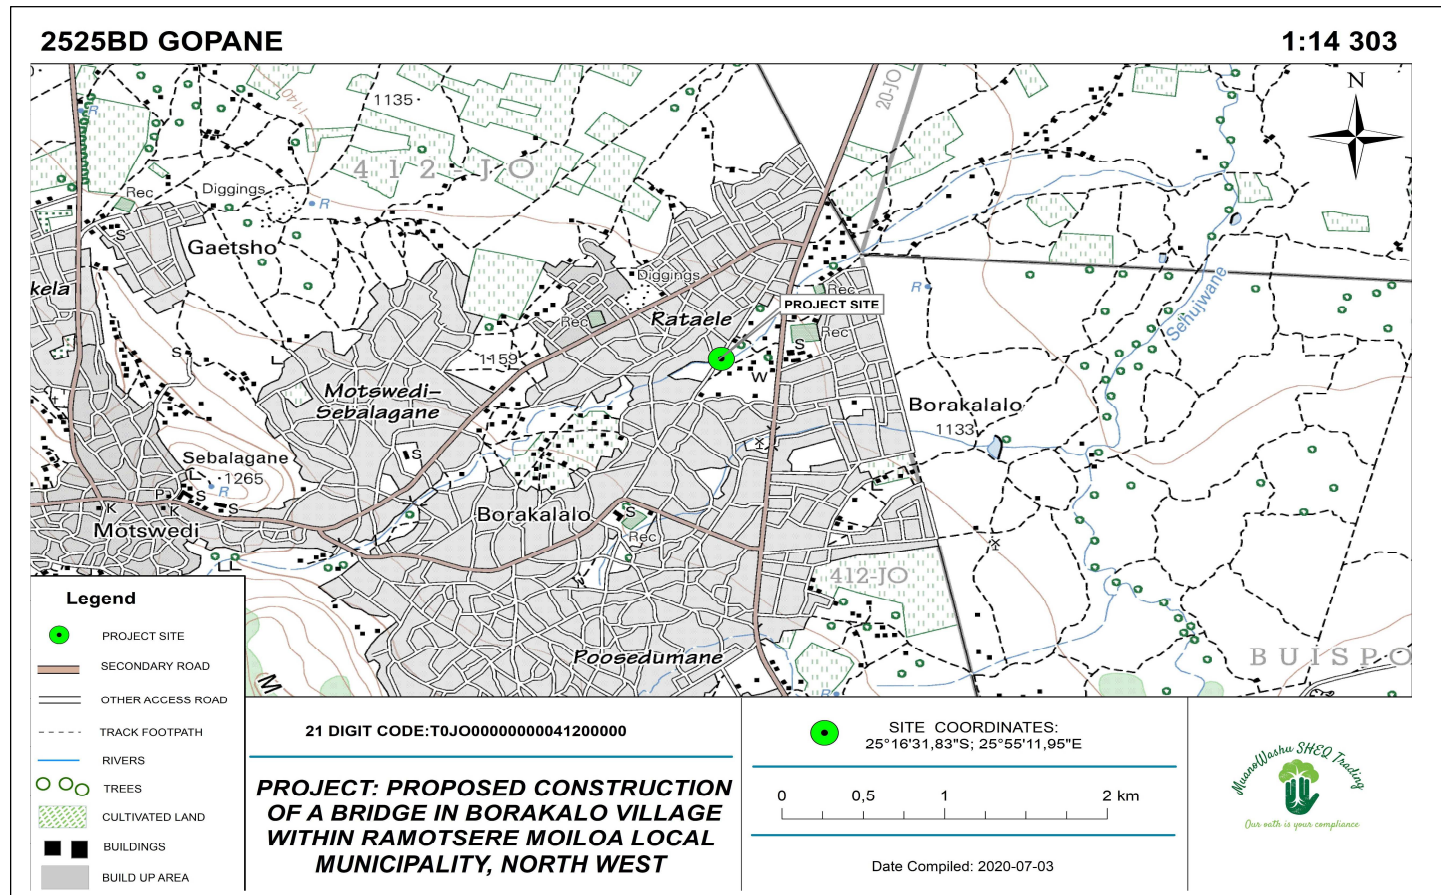 2525BD GOPANE
1:14 303
1140
1135
20-JO
N
R
412-JO
Rec
Diggings
R
S
Gaetsho
kela
Diggings
Rec
R
Sehujwane
PROJECT SITE
Rec
Rataele
Rec
S
S
1159
W
Motswedi–
Sebalagane
Borakalalo
1133
S
Sebalagane
1265
R
P
S
K
K
S
Motswedi
Borakalalo
S
Rec
412-JO
Poosedumane
BUISPO
M
R
Legend
PROJECT SITE
SECONDARY ROAD
OTHER ACCESS ROAD
TRACK FOOTPATH
RIVERS
TREES
CULTIVATED LAND
BUILDINGS
BUILD UP AREA
21 DIGIT CODE:T0JO00000000041200000
PROJECT: PROPOSED CONSTRUCTION
OF A BRIDGE IN BORAKALO VILLAGE
WITHIN RAMOTSERE MOILOA LOCAL
MUNICIPALITY, NORTH WEST
SITE COORDINATES:
25°16'31,83"S; 25°55'11,95"E
0 0,5 1 2 km
Date Compiled: 2020-07-03
MuanoWashu SHEQ Trading
Our oath is your compliance